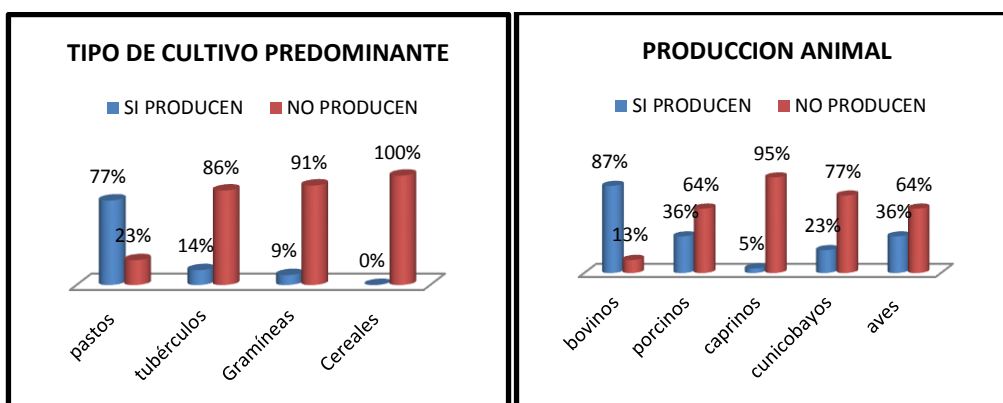 TIPO DE CULTIVO PREDOMINANTE
SI PRODUCEN NO PRODUCEN
77% 23% 14% 86% 9% 91% 0% 100%
pastos tubérculos Gramíneas Cereales
PRODUCCION ANIMAL
SI PRODUCEN NO PRODUCEN
87% 13% 36% 64% 5% 95% 23% 77% 36% 64%
bovinos porcinos caprinos cunicobayos aves